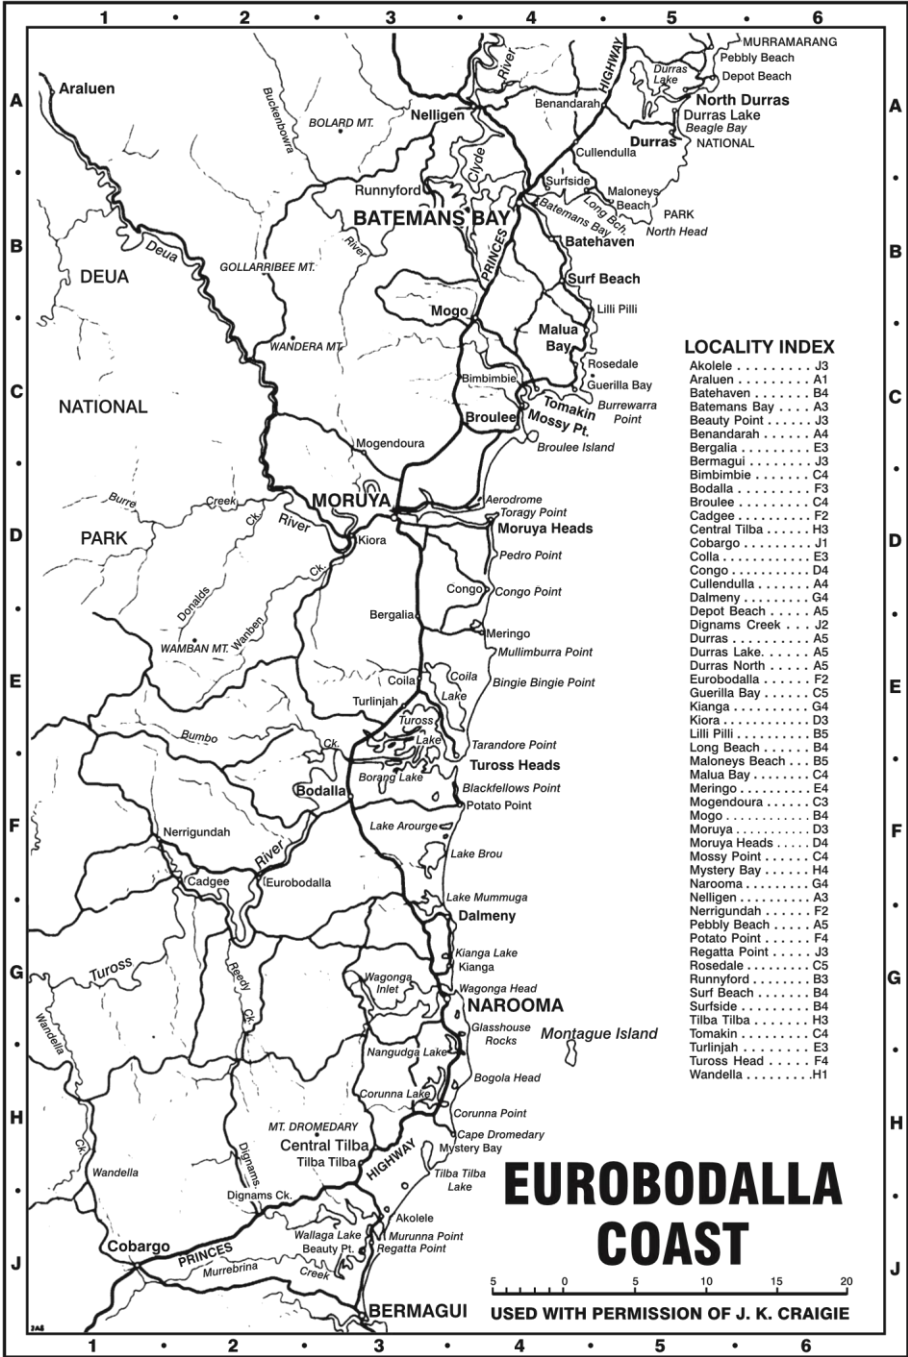 1 • 2 • 3 • 4 • 5 • 6
A
•
B
•
C
•
D
•
E
•
F
•
G
•
H
•
J
Araluen
Buckenbowra
BOLARD MT.
Nelligen
River
HIGHWAY
Benandarah
Durras
Lake
MURRAMARANG
Pebbly Beach
Depot Beach
North Durras
Durras Lake
Beagle Bay
Durras
NATIONAL
Cullendulla
Clyde
Runnyford
Surfside
Maloneys
Beach
Long Bch.
PARK
BATEMANS BAY
Batemans Bay
North Head
River
PRINCES
Batehaven
Deua
DEUA
GOLLARRIBEE MT.
Surf Beach
Mogo
Lilli Pilli
Malua
Bay
WANDERA MT.
Rosedale
Bimbimbie
Guerilla Bay
NATIONAL
Tomakin
Burrewarra
Point
Broulee
Mossy Pt.
Mogendoura
Broulee Island
MORUYA
Aerodrome
Burre
Creek
Ck.
River
Toragy Point
Moruya Heads
PARK
Kiora
Pedro Point
Ck.
Donalds
Congo
Congo Point
Bergalia
Wanben
WAMBAN MT.
Meringo
Mullimburra Point
Coila
Coila
Lake
Bingie Bingie Point
Turlinjah
Tuross
Lake
Bumbo
Ck.
Tarandore Point
Tuross Heads
Borang Lake
Bodalla
Blackfellows Point
Potato Point
Lake Arourge
Nerrigundah
River
Lake Brou
Cadgee
Eurobodalla
Lake Mummuga
Dalmeny
Kianga Lake
Kianga
Tuross
Reedy
Ck.
Wagonga
Inlet
Wagonga Head
NAROOMA
Wandella
Ck.
Glasshouse
Rocks
Montague Island
Nangudga Lake
Bogola Head
Corunna Lake
Corunna Point
MT. DROMEDARY
Cape Dromedary
Central Tilba
Mystery Bay
Tilba Tilba
HIGHWAY
Tilba Tilba
Lake
Wandella
Dignams
Dignams Ck.
Akolele
Wallaga Lake
Murunna Point
Beauty Pt.
Regatta Point
Cobargo
PRINCES
Murrebrina
Creek
BERMAGUI
LOCALITY INDEX
Akolele . . . . . . . . . J3
Araluen . . . . . . . . . A1
Batehaven . . . . . . . B4
Batemans Bay . . . . A3
Beauty Point . . . . . . J3
Benandarah . . . . . . A4
Bergalia . . . . . . . . . E3
Bermagui . . . . . . . . J3
Bimbimbie . . . . . . . C4
Bodalla . . . . . . . . . F3
Broulee . . . . . . . . . C4
Cadgee . . . . . . . . . F2
Central Tilba . . . . . . H3
Cobargo . . . . . . . . . J1
Colla . . . . . . . . . . . E3
Congo . . . . . . . . . . D4
Cullendulla . . . . . . . A4
Dalmeny . . . . . . . . . G4
Depot Beach . . . . . A5
Dignams Creek . . . J2
Durras . . . . . . . . . . A5
Durras Lake. . . . . . A5
Durras North . . . . . A5
Eurobodalla . . . . . . F2
Guerilla Bay . . . . . . C5
Kianga . . . . . . . . . . G4
Kiora . . . . . . . . . . . D3
Lilli Pilli . . . . . . . . . B5
Long Beach . . . . . . B4
Maloneys Beach . . . B5
Malua Bay . . . . . . . C4
Meringo . . . . . . . . . E4
Mogendoura . . . . . . C3
Mogo . . . . . . . . . . . B4
Moruya . . . . . . . . . . D3
Moruya Heads . . . . . D4
Mossy Point . . . . . . C4
Mystery Bay . . . . . . H4
Narooma . . . . . . . . . G4
Nelligen . . . . . . . . . A3
Nerrigundah . . . . . . F2
Pebbly Beach . . . . . A5
Potato Point . . . . . . F4
Regatta Point . . . . . J3
Rosedale . . . . . . . . C5
Runnyford . . . . . . . B3
Surf Beach . . . . . . . B4
Surfside . . . . . . . . . B4
Tilba Tilba . . . . . . . H3
Tomakin . . . . . . . . . C4
Turlinjah . . . . . . . . . E3
Tuross Head . . . . . . F4
Wandella . . . . . . . . .H1
EUROBODALLA
COAST
5 0 5 10 15 20
USED WITH PERMISSION OF J. K. CRAIGIE
A
•
B
•
C
•
D
•
E
•
F
•
G
•
H
•
J
1 • 2 • 3 • 4 • 5 • 6